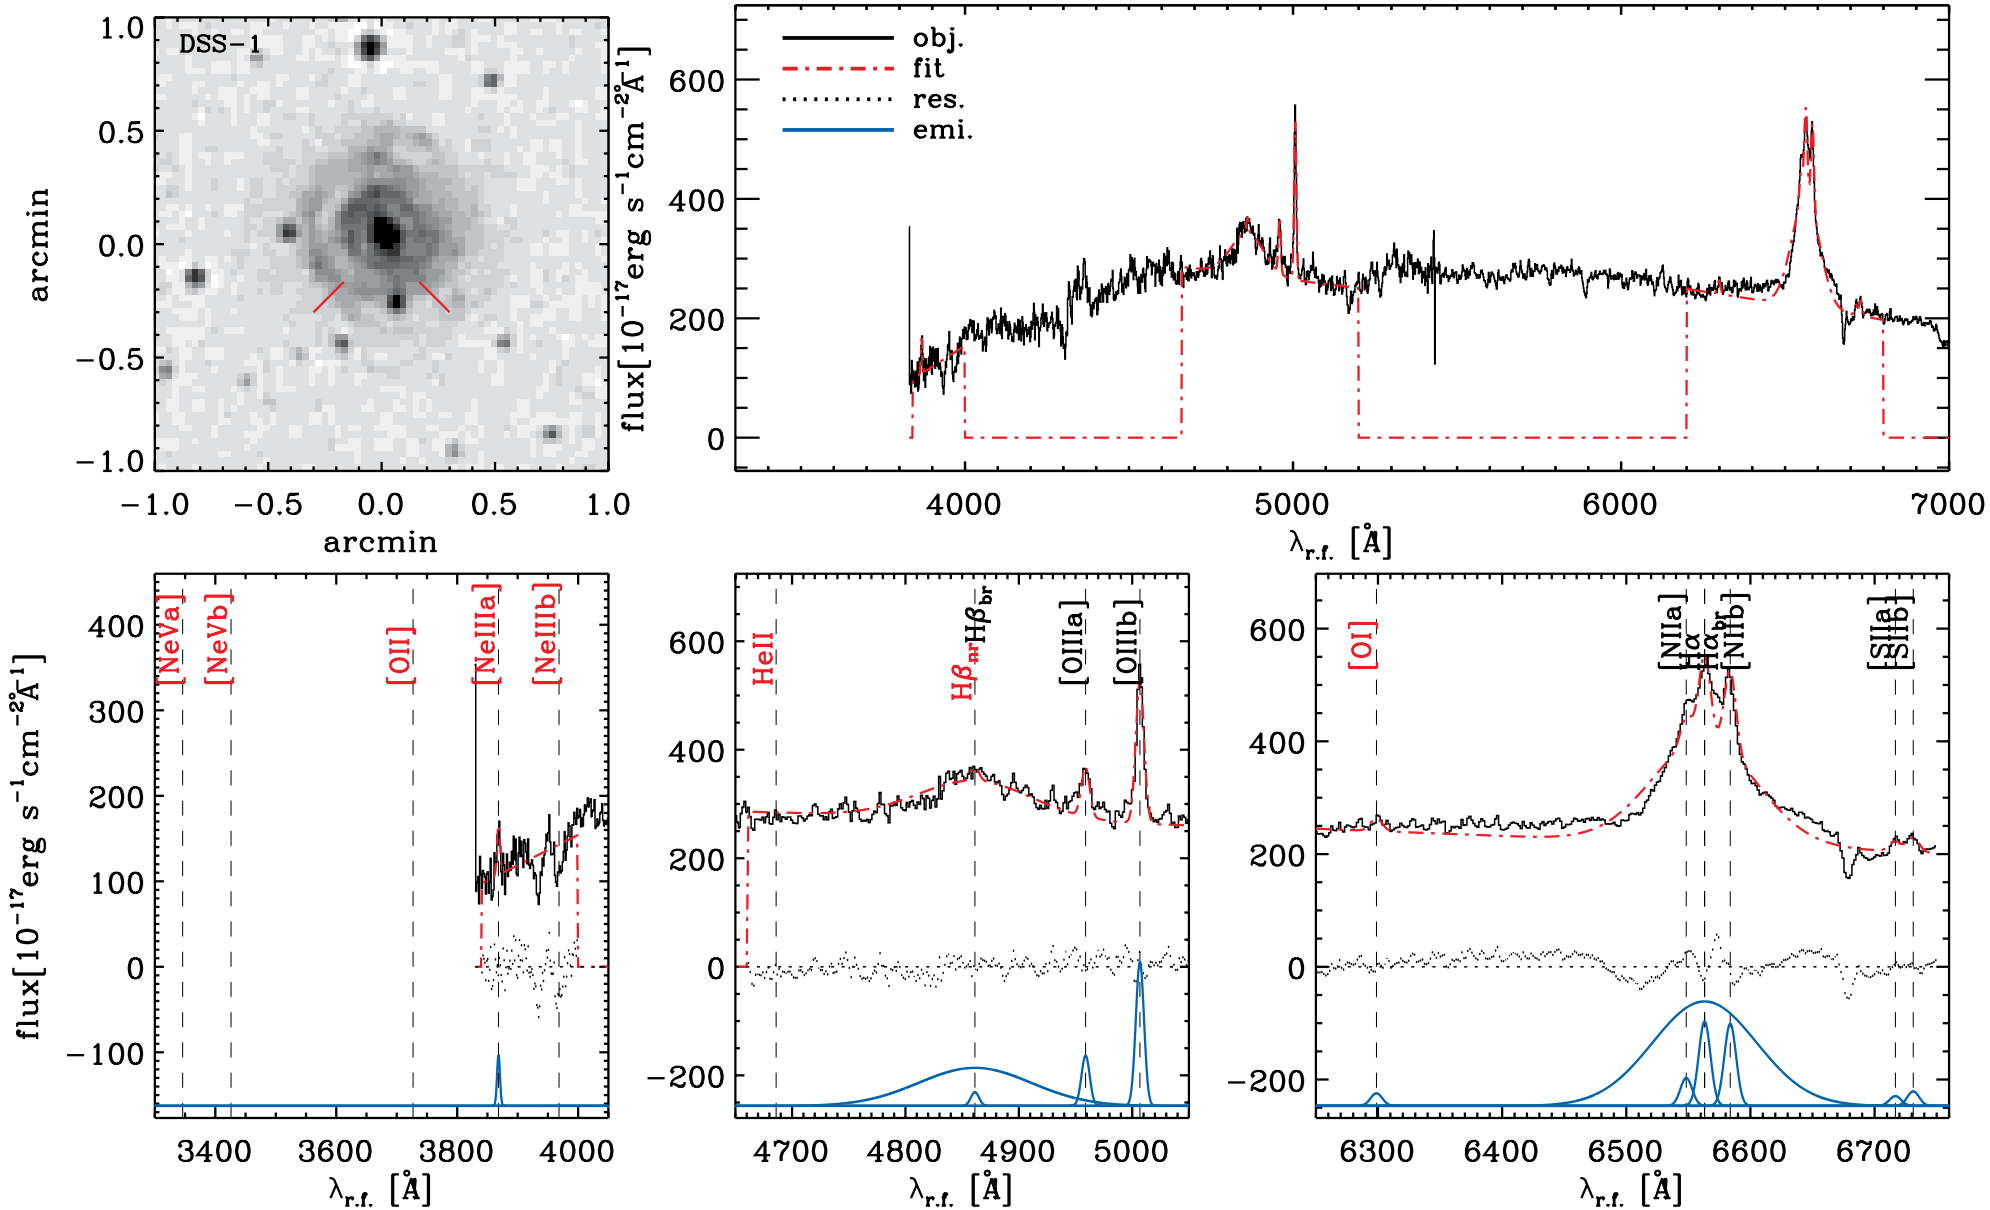 DSS-1
1.0
0.5
0.0
-0.5
-1.0
arcmin
-1.0 -0.5 0.0 0.5 1.0
arcmin
obj.
fit
res.
emi.
600
400
200
0
flux[10⁻¹⁷erg s⁻¹cm⁻²Å⁻¹]
4000 5000 6000 7000
λr.f. [Å]
[NeVa] [NeVb] [OII] [NeIIIa] [NeIIIb]
400
300
200
100
0
-100
flux[10⁻¹⁷erg s⁻¹cm⁻²Å⁻¹]
3400 3600 3800 4000
λr.f. [Å]
HeII Hβnr Hβbr [OIIIa] [OIIIb]
600
400
200
0
-200
4700 4800 4900 5000
λr.f. [Å]
[OI] [NIIa] Hα Hαbr [NIIb] [SIIa] [SIIb]
600
400
200
0
-200
6300 6400 6500 6600 6700
λr.f. [Å]